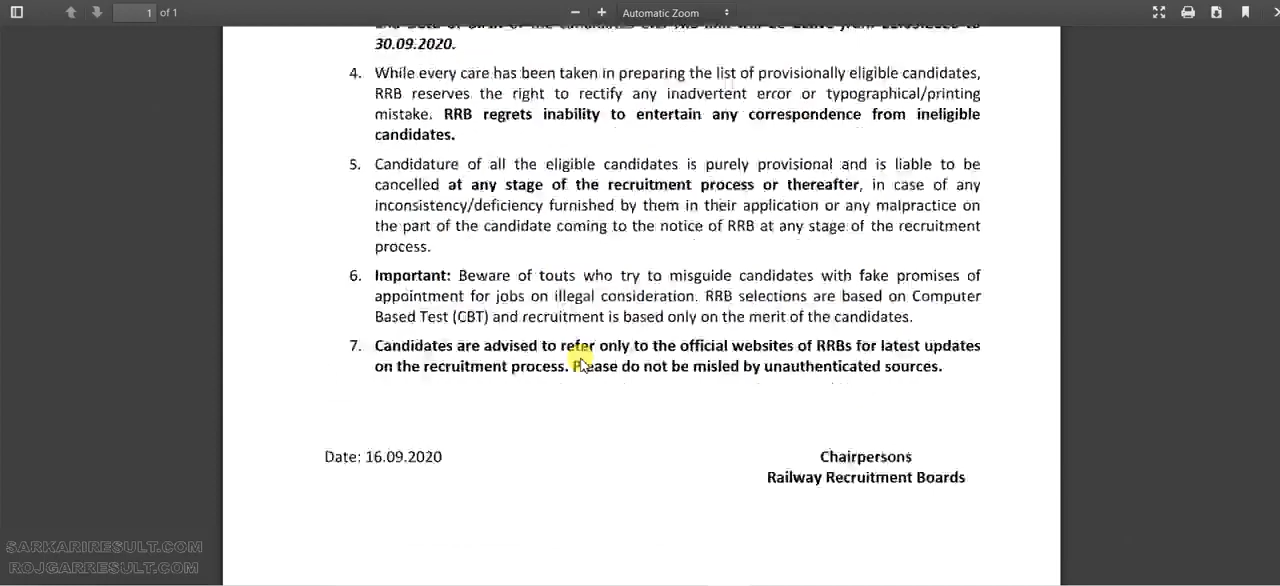 1 of 1
Automatic Zoom
30.09.2020.
4. While every care has been taken in preparing the list of provisionally eligible candidates,
RRB reserves the right to rectify any inadvertent error or typographical/printing
mistake. RRB regrets inability to entertain any correspondence from ineligible
candidates.
5. Candidature of all the eligible candidates is purely provisional and is liable to be
cancelled at any stage of the recruitment process or thereafter, in case of any
inconsistency/deficiency furnished by them in their application or any malpractice on
the part of the candidate coming to the notice of RRB at any stage of the recruitment
process.
6. Important: Beware of touts who try to misguide candidates with fake promises of
appointment for jobs on illegal consideration. RRB selections are based on Computer
Based Test (CBT) and recruitment is based only on the merit of the candidates.
7. Candidates are advised to refer only to the official websites of RRBs for latest updates
on the recruitment process. Please do not be misled by unauthenticated sources.
Date: 16.09.2020
Chairpersons
Railway Recruitment Boards
SARKARIRESULT.COM
ROJGARRESULT.COM